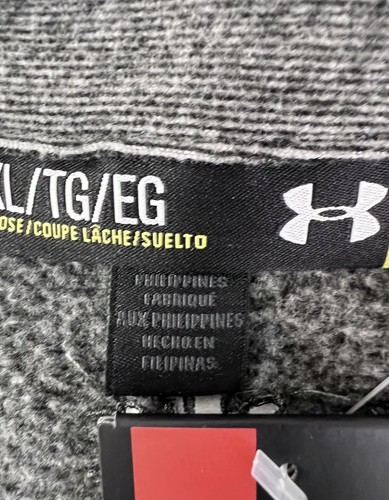 XL/TG/EG
OSE/COUPE LÂCHE/SUELTO
PHILIPPINES
FABRIQUÉ
AUX PHILIPPINES
HECHO EN
FILIPINAS